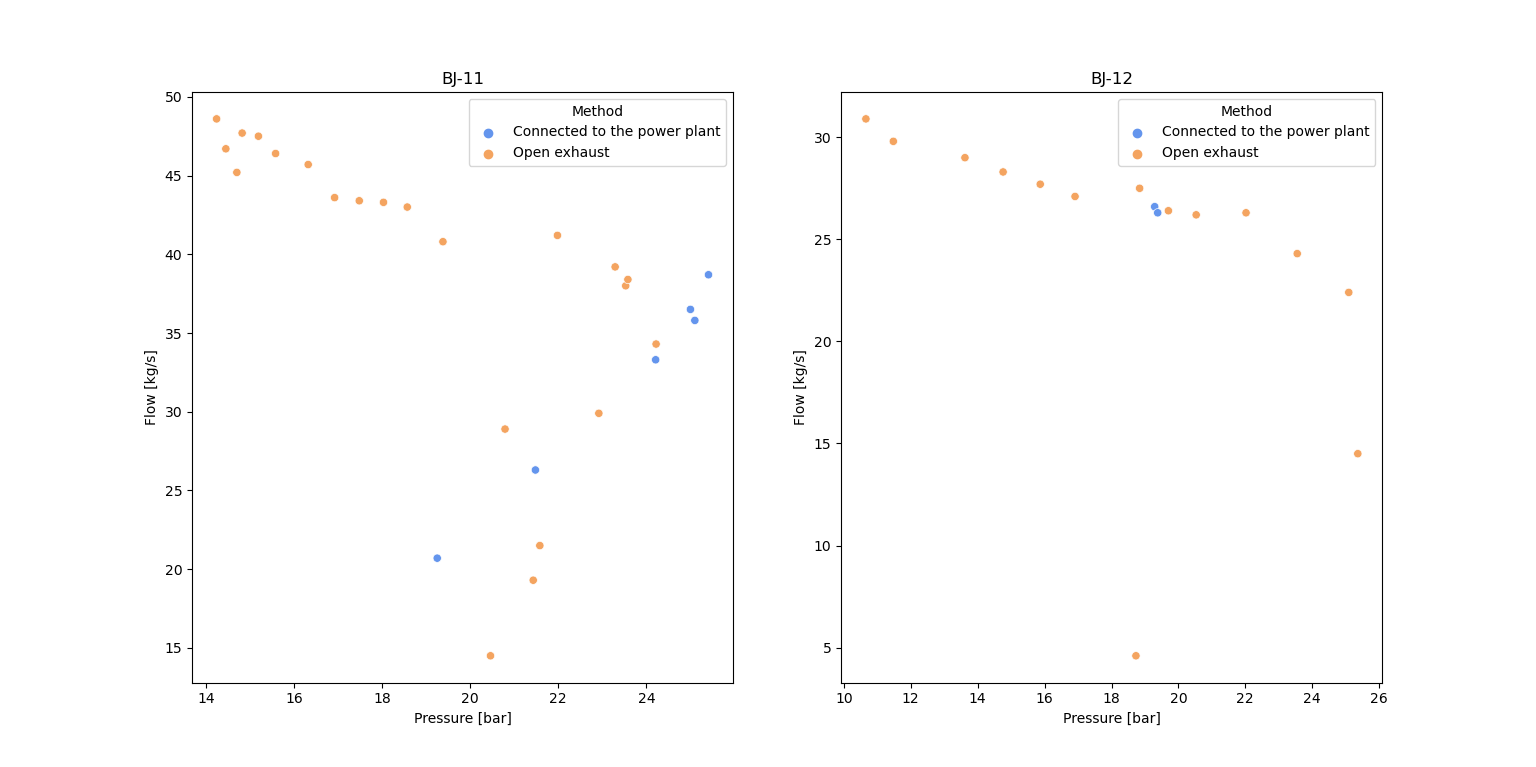 BJ-11
Method
Connected to the power plant
Open exhaust
50
45
40
35
30
25
20
15
Flow [kg/s]
14 16 18 20 22 24
Pressure [bar]
BJ-12
Method
Connected to the power plant
Open exhaust
30
25
20
15
10
5
Flow [kg/s]
10 12 14 16 18 20 22 24 26
Pressure [bar]